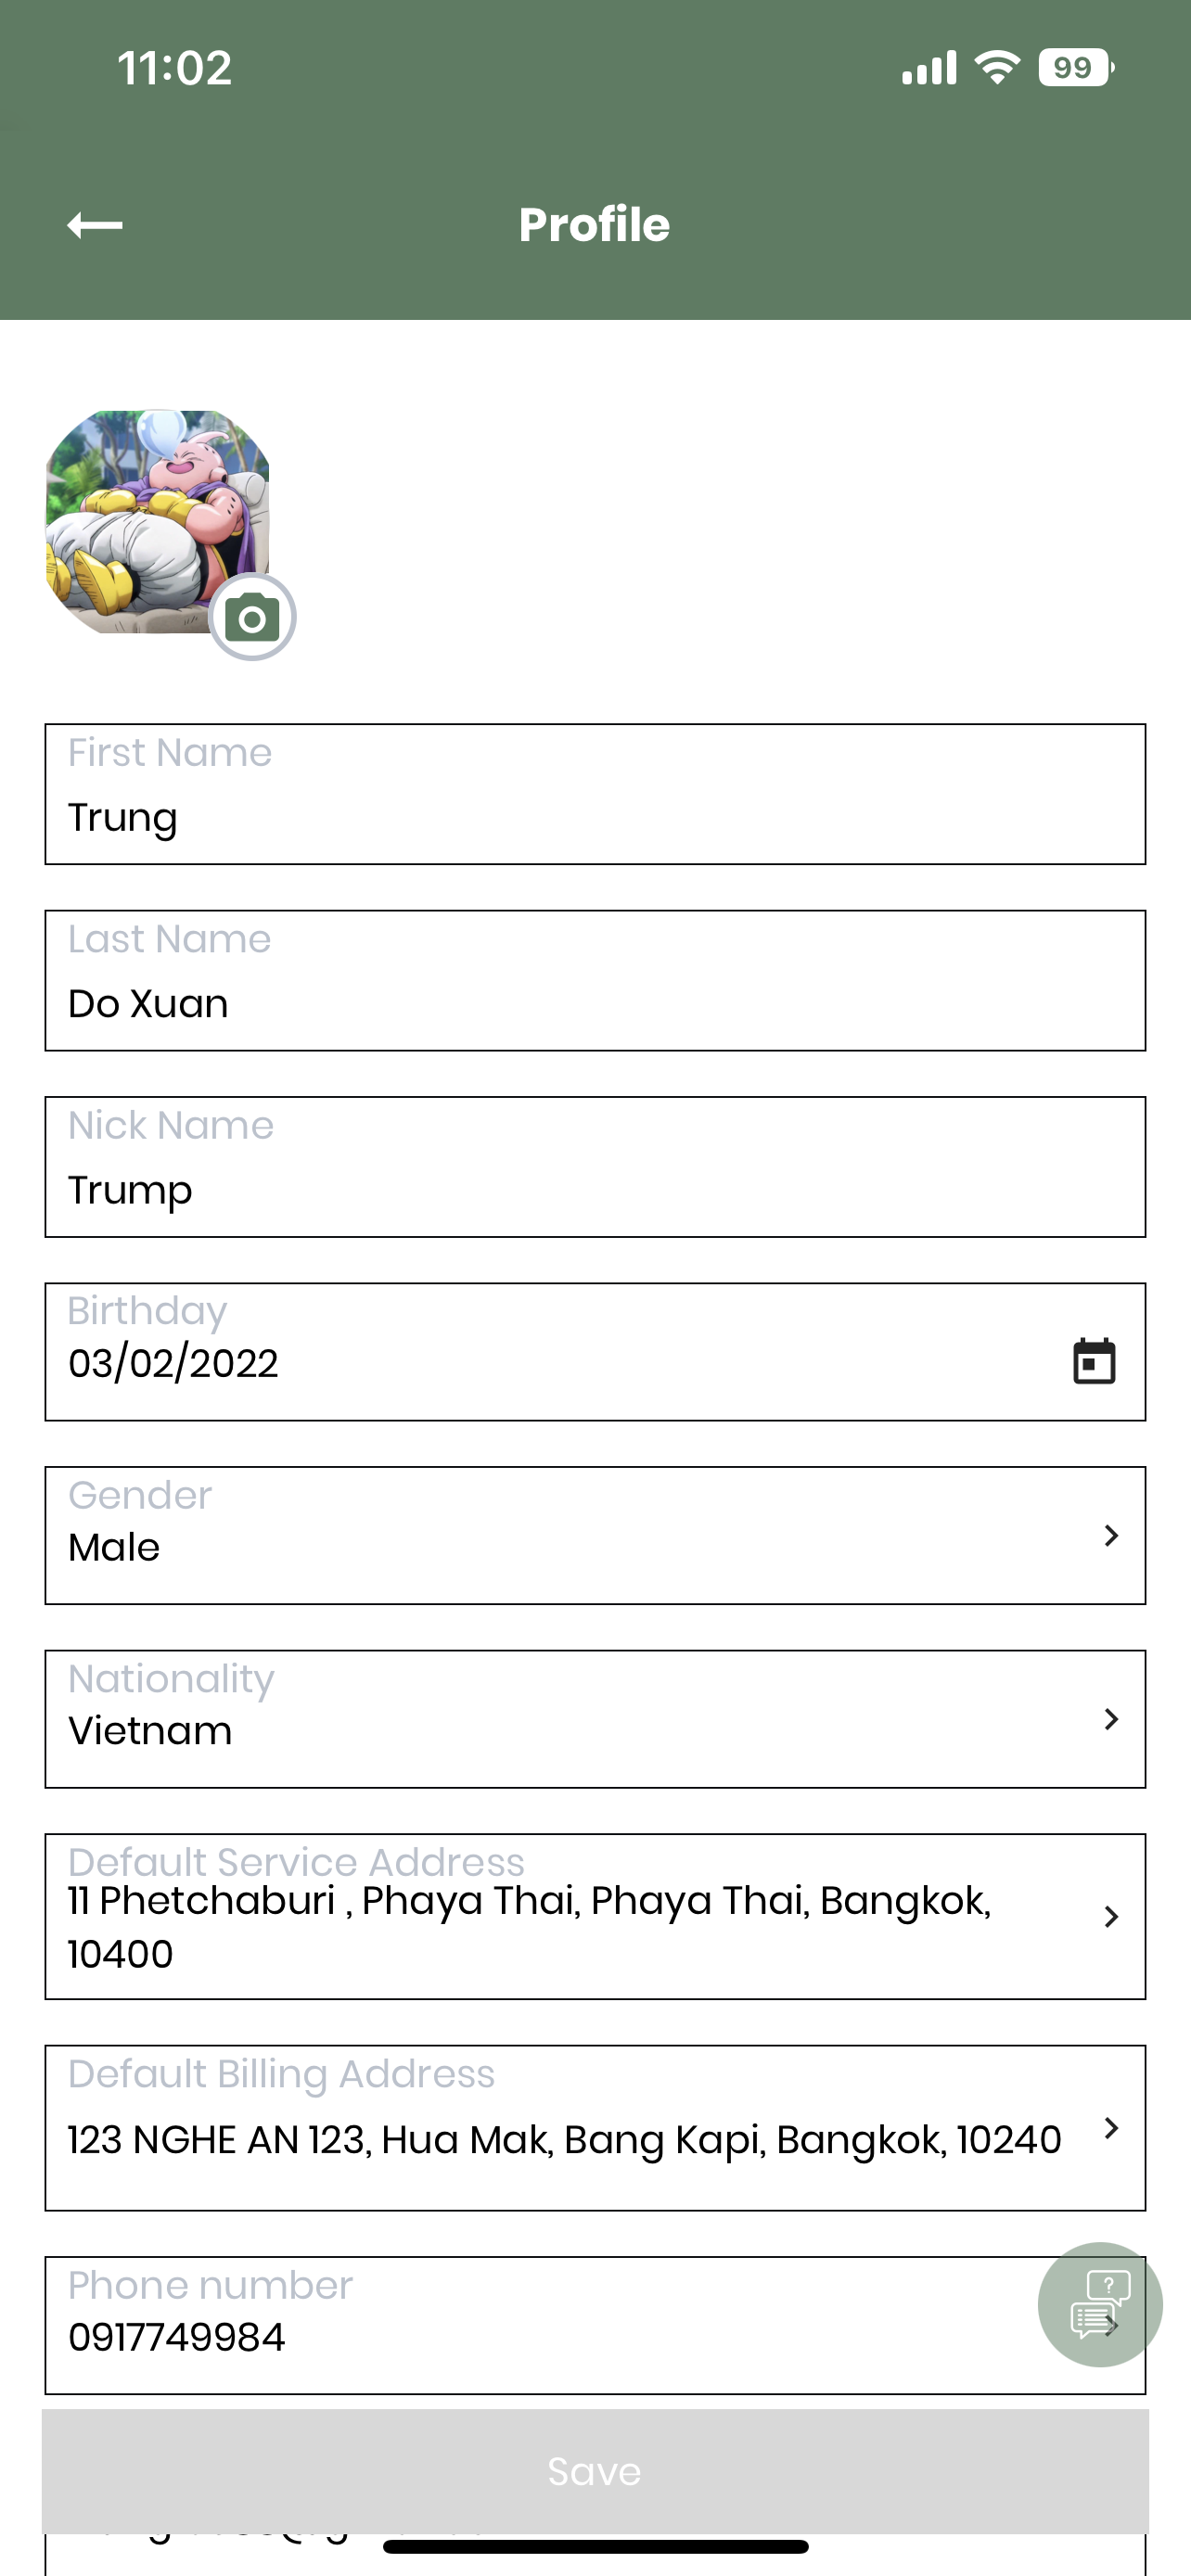 11:02
99
Profile
First Name
Trung
Last Name
Do Xuan
Nick Name
Trump
Birthday
03/02/2022
Gender
Male
Nationality
Vietnam
Default Service Address
11 Phetchaburi , Phaya Thai, Phaya Thai, Bangkok,
10400
Default Billing Address
123 NGHE AN 123, Hua Mak, Bang Kapi, Bangkok, 10240
Phone number
0917749984
?
Save